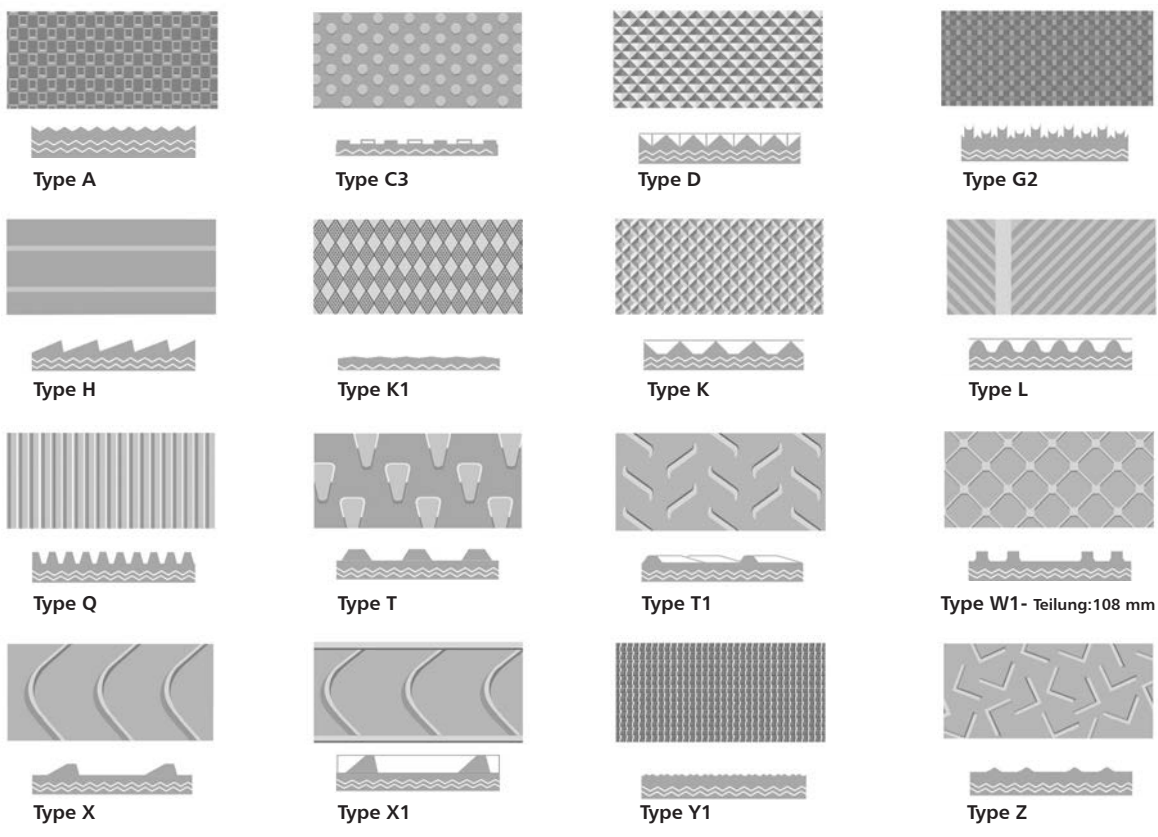 Type A
Type C3
Type D
Type G2
Type H
Type K1
Type K
Type L
Type Q
Type T
Type T1
Type W1- Teilung:108 mm
Type X
Type X1
Type Y1
Type Z